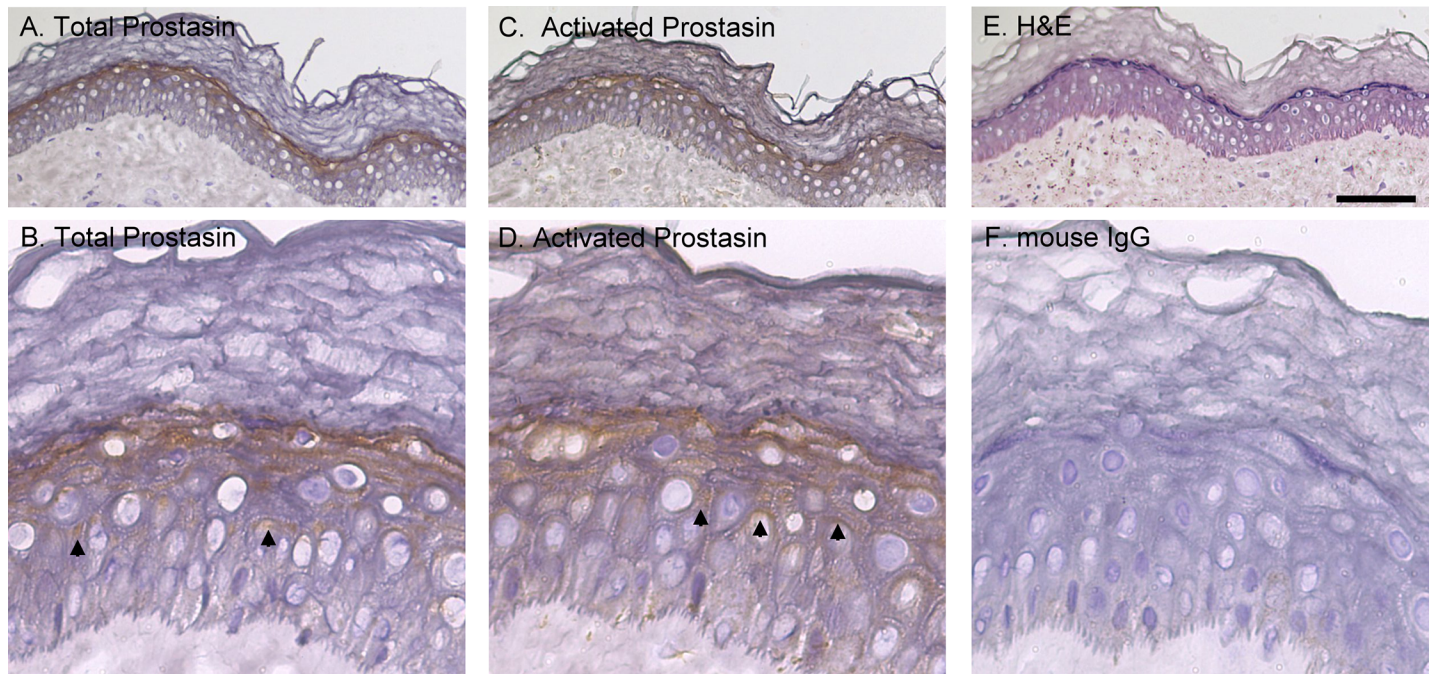 A. Total Prostasin
C. Activated Prostasin
E. H&E
B. Total Prostasin
D. Activated Prostasin
F. mouse IgG